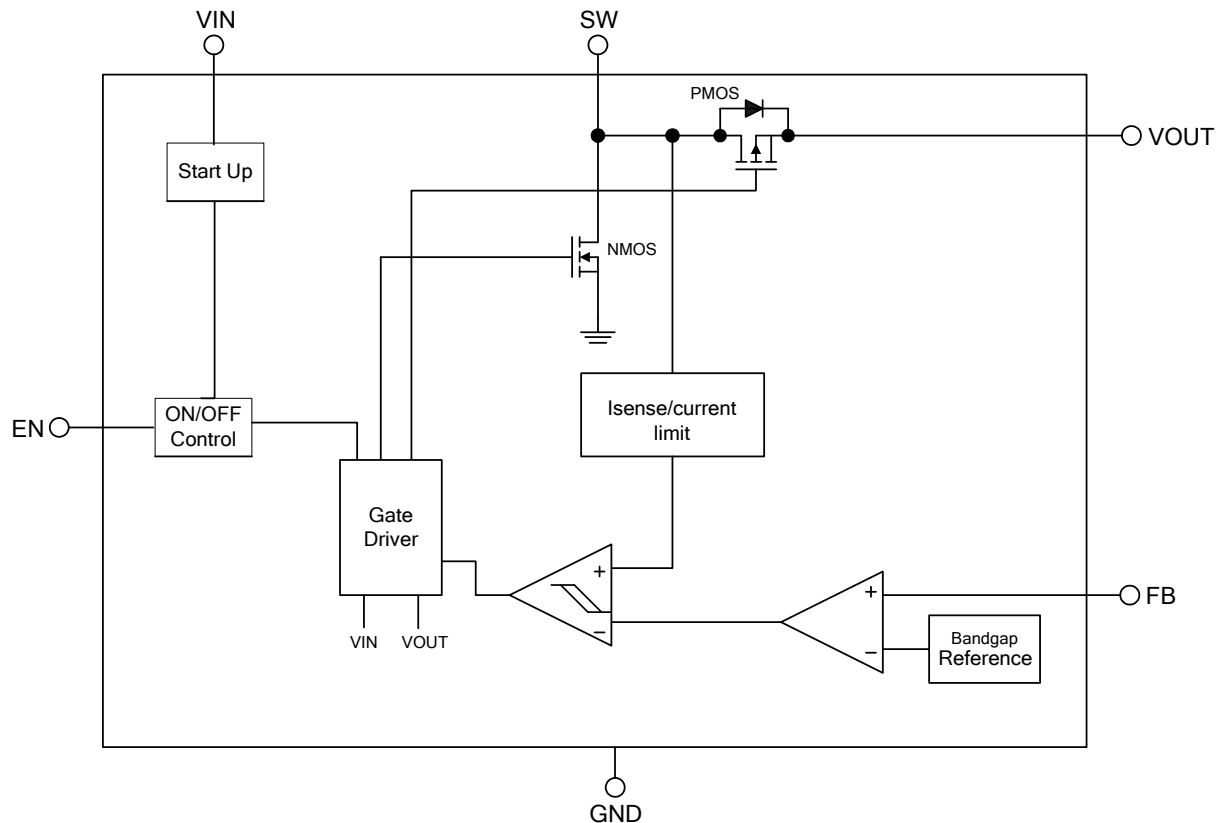 VIN
SW
PMOS
VOUT
Start Up
NMOS
Isense/current
limit
EN
ON/OFF
Control
Gate
Driver
+
−
+
−
FB
Bandgap
Reference
VIN
VOUT
GND